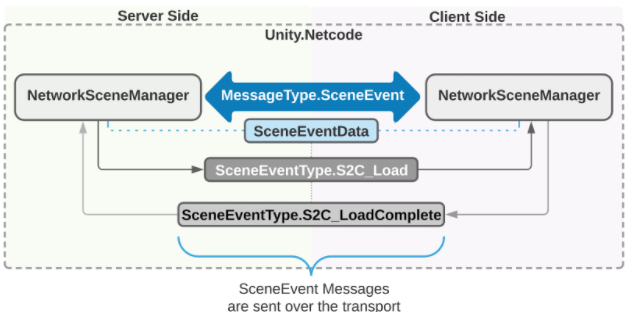 Server Side
Client Side
Unity.Netcode
NetworkSceneManager
MessageType.SceneEvent
NetworkSceneManager
SceneEventData
SceneEventType.S2C_Load
SceneEventType.S2C_LoadComplete
SceneEvent Messages
are sent over the transport